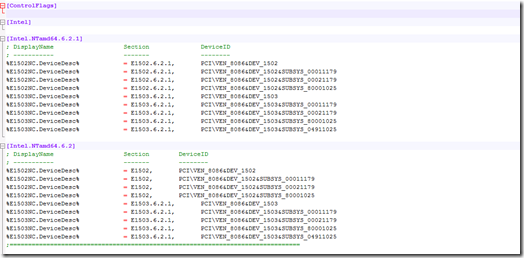 [ControlFlags]
[Intel]
[Intel.NTamd64.6.2.1]
; DisplayName Section DeviceID
; ----------- ------- --------
%E1502NC.DeviceDesc% = E1502.6.2.1, PCI\VEN_8086&DEV_1502
%E1502NC.DeviceDesc% = E1502.6.2.1, PCI\VEN_8086&DEV_1502&SUBSYS_00011179
%E1502NC.DeviceDesc% = E1502.6.2.1, PCI\VEN_8086&DEV_1502&SUBSYS_00021179
%E1502NC.DeviceDesc% = E1502.6.2.1, PCI\VEN_8086&DEV_1502&SUBSYS_80001025
%E1503NC.DeviceDesc% = E1503.6.2.1, PCI\VEN_8086&DEV_1503
%E1503NC.DeviceDesc% = E1503.6.2.1, PCI\VEN_8086&DEV_1503&SUBSYS_00011179
%E1503NC.DeviceDesc% = E1503.6.2.1, PCI\VEN_8086&DEV_1503&SUBSYS_00021179
%E1503NC.DeviceDesc% = E1503.6.2.1, PCI\VEN_8086&DEV_1503&SUBSYS_80001025
%E1503NC.DeviceDesc% = E1503.6.2.1, PCI\VEN_8086&DEV_1503&SUBSYS_04911025
[Intel.NTamd64.6.2]
; DisplayName Section DeviceID
; ----------- ------- --------
%E1502NC.DeviceDesc% = E1502, PCI\VEN_8086&DEV_1502
%E1502NC.DeviceDesc% = E1502, PCI\VEN_8086&DEV_1502&SUBSYS_00011179
%E1502NC.DeviceDesc% = E1502, PCI\VEN_8086&DEV_1502&SUBSYS_00021179
%E1502NC.DeviceDesc% = E1502, PCI\VEN_8086&DEV_1502&SUBSYS_80001025
%E1503NC.DeviceDesc% = E1503.6.2.1, PCI\VEN_8086&DEV_1503
%E1503NC.DeviceDesc% = E1503.6.2.1, PCI\VEN_8086&DEV_1503&SUBSYS_00011179
%E1503NC.DeviceDesc% = E1503.6.2.1, PCI\VEN_8086&DEV_1503&SUBSYS_00021179
%E1503NC.DeviceDesc% = E1503.6.2.1, PCI\VEN_8086&DEV_1503&SUBSYS_80001025
%E1503NC.DeviceDesc% = E1503.6.2.1, PCI\VEN_8086&DEV_1503&SUBSYS_04911025
;===============================================================================